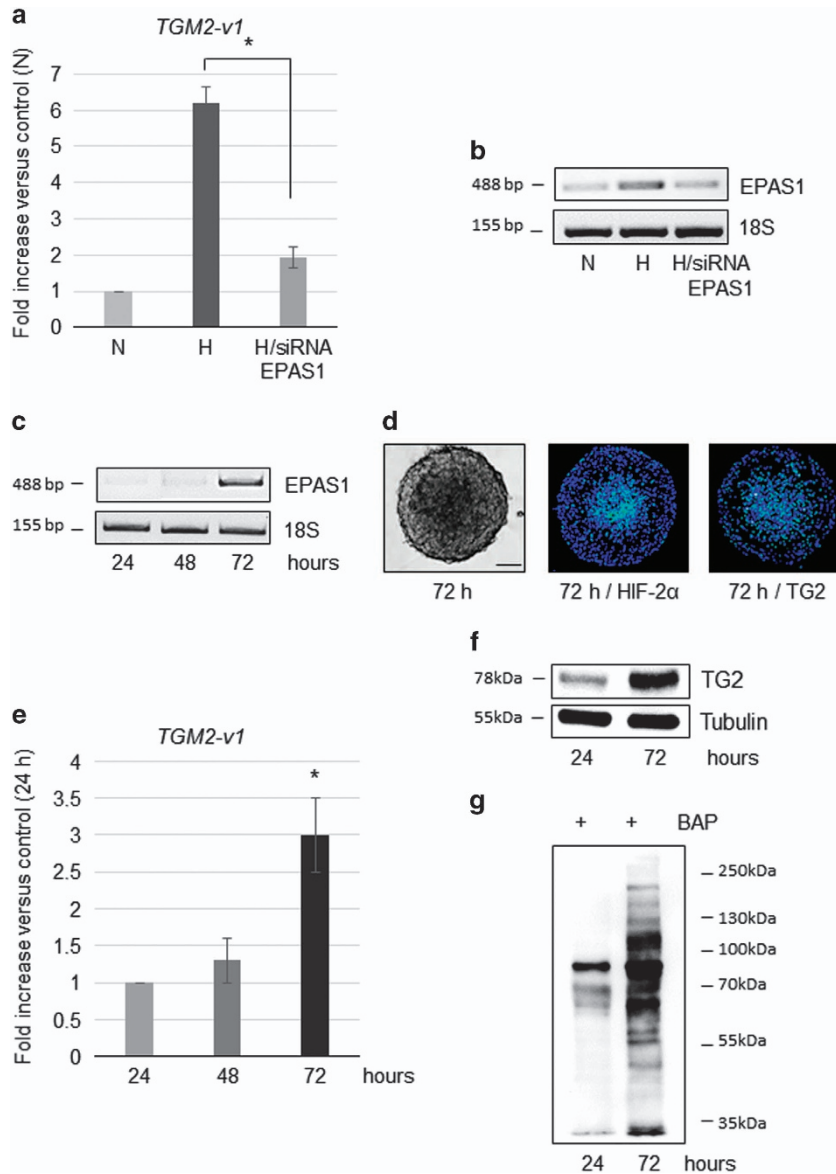 a
TGM2-v1
*
Fold increase versus control (N)
7
6
5
4
3
2
1
0
N H H/siRNA
EPAS1
b
488 bp – EPAS1
155 bp – 18S
N H H/siRNA
EPAS1
c
488 bp – EPAS1
155 bp – 18S
24 48 72 hours
d
72 h 72 h / HIF-2α 72 h / TG2
e
TGM2-v1
*
Fold increase versus control (24 h)
4
3.5
3
2.5
2
1.5
1
0.5
0
24 48 72 hours
f
78kDa – TG2
55kDa – Tubulin
24 72 hours
g
+ + BAP
– 250kDa
– 130kDa
– 100kDa
– 70kDa
– 55kDa
– 35kDa
24 72 hours